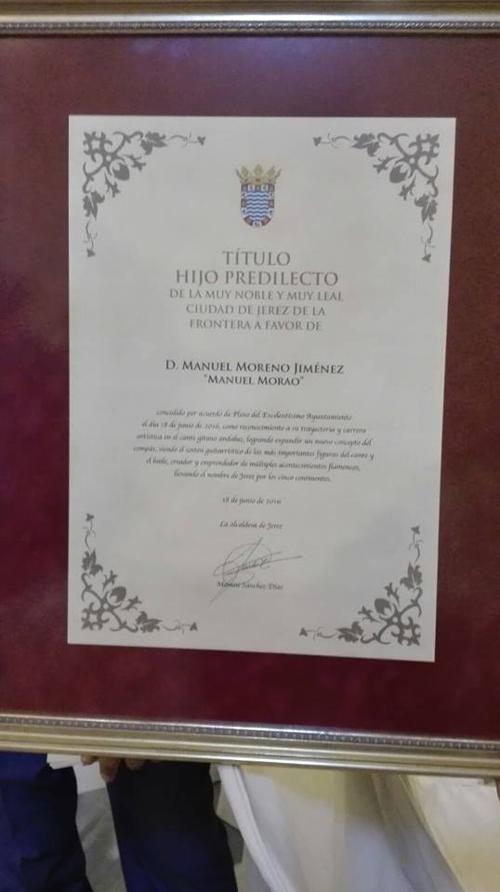 TÍTULO
HIJO PREDILECTO
DE LA MUY NOBLE Y MUY LEAL
CIUDAD DE JEREZ DE LA
FRONTERA A FAVOR DE
D. MANUEL MORENO JIMÉNEZ
"MANUEL MORAO"
concedido por acuerdo de Pleno del Excelentísimo Ayuntamiento
el día 18 de junio de 2016, como reconocimiento a su trayectoria y carrera
artística en el cante gitano andaluz, logrando expandir un nuevo concepto del
compás, siendo el sostén guitarrístico de las más importantes figuras del cante y
el baile, creador y emprendedor de múltiples acontecimientos flamencos,
llevando el nombre de Jerez por los cinco continentes.
18 de junio de 2016
La alcaldesa de Jerez
Mamen Sánchez Díaz